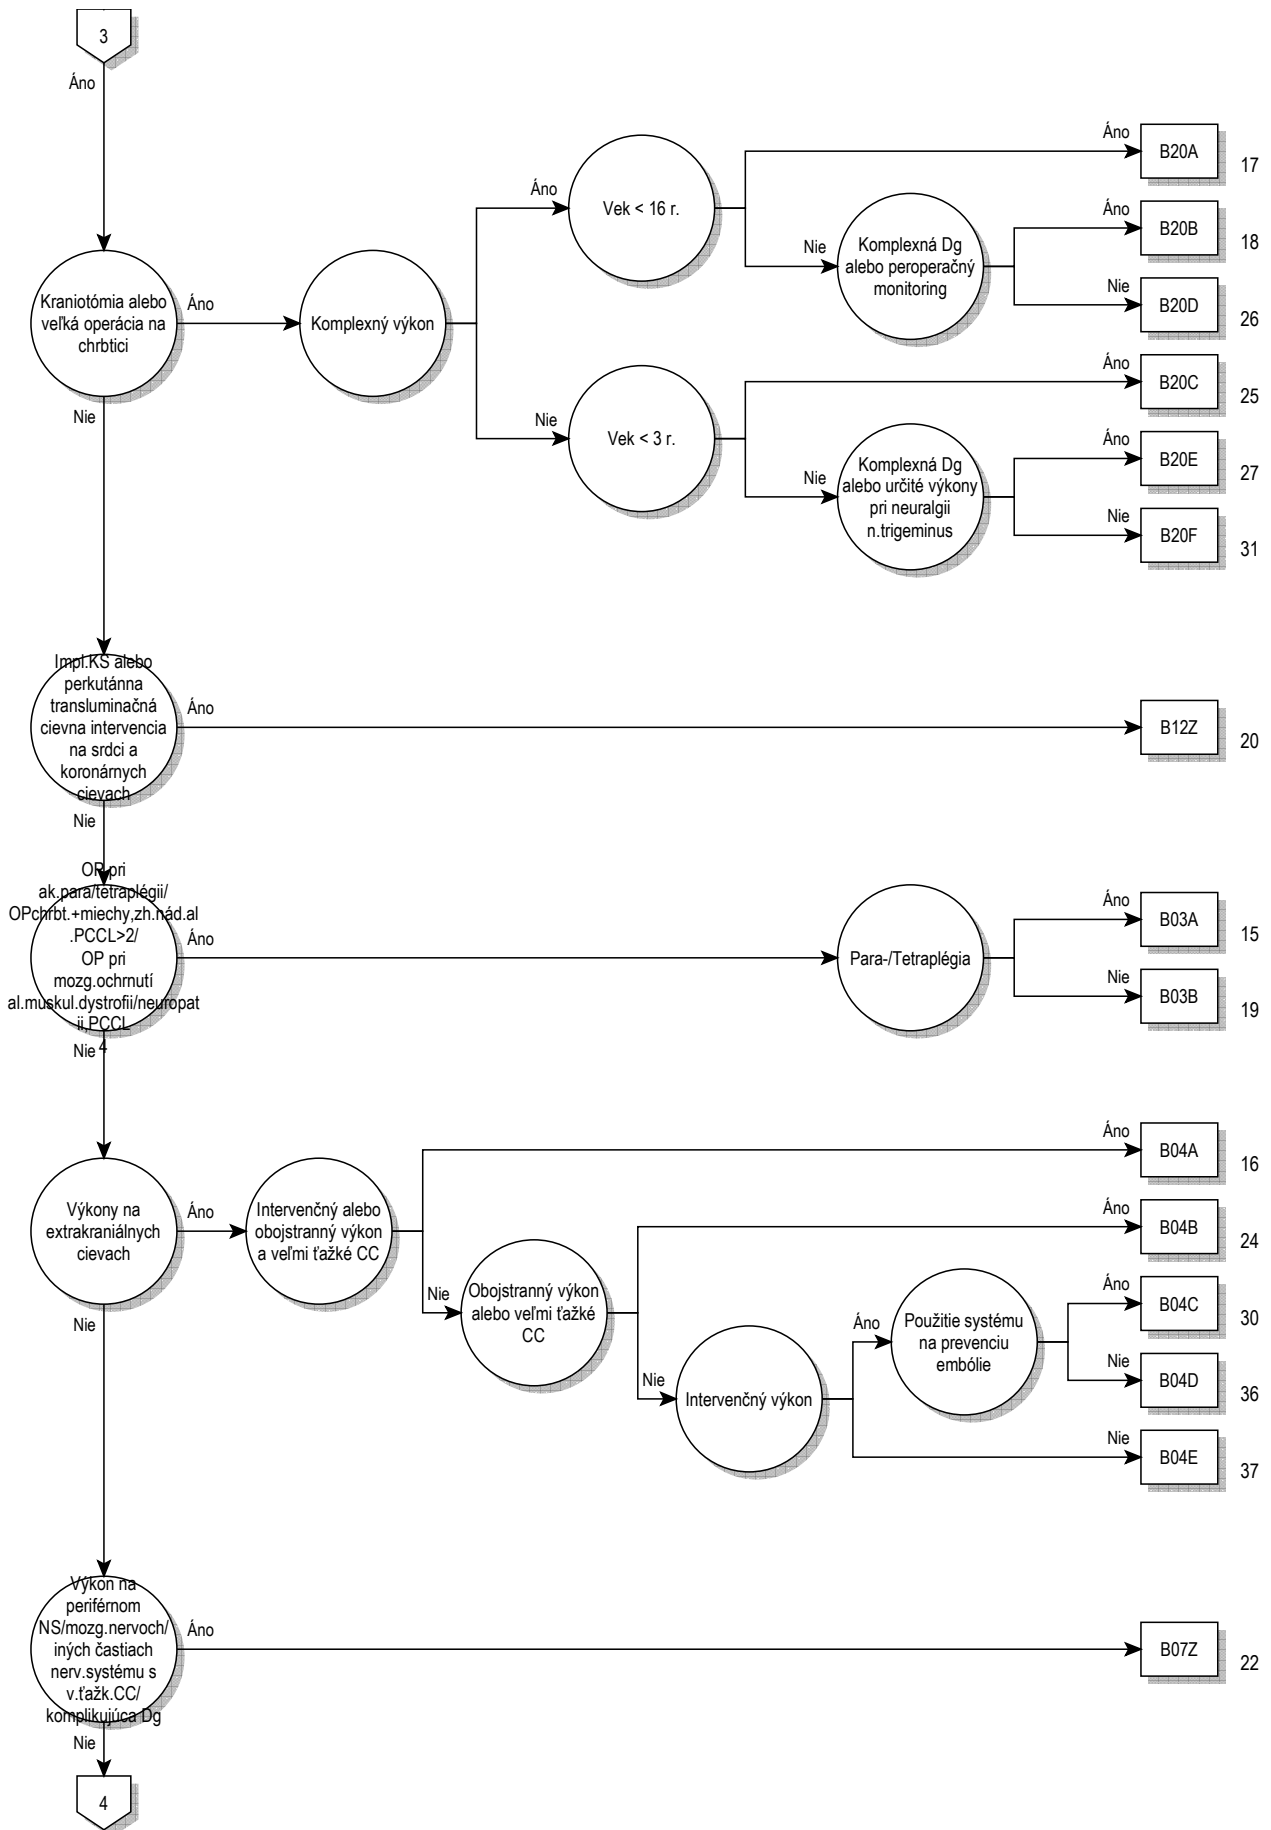 3
Áno
Kraniotómia alebo
veľká operácia na
chrbtici
Áno
Komplexný výkon
Áno
Vek < 16 r.
Áno
B20A
17
Nie
Komplexná Dg
alebo peroperačný
monitoring
Áno
B20B
18
Nie
B20D
26
Nie
Vek < 3 r.
Áno
B20C
25
Nie
Komplexná Dg
alebo určité výkony
pri neuralgii
n.trigeminus
Áno
B20E
27
Nie
B20F
31
Nie
Impl.KS alebo
perkutánna
transluminačná
cievna intervencia
na srdci a
koronárnych
cievach
Áno
B12Z
20
Nie
OP pri
ak.para/tetraplégii/
OPchrbt.+miechy,zh.nád.al
.PCCL>2/
OP pri
mozg.ochrnutí
al.muskul.dystrofii/neuropat
ii,PCCL
4
Áno
Para-/Tetraplégia
Áno
B03A
15
Nie
B03B
19
Nie
Výkony na
extrakraniálnych
cievach
Áno
Intervenčný alebo
obojstranný výkon
a veľmi ťažké CC
Áno
B04A
16
Nie
Obojstranný výkon
alebo veľmi ťažké
CC
Áno
B04B
24
Nie
Intervenčný výkon
Áno
Použitie systému
na prevenciu
embólie
Áno
B04C
30
Nie
B04D
36
Nie
B04E
37
Nie
Výkon na
periférnom
NS/mozg.nervoch/
iných častiach
nerv.systému s
v.ťažk.CC/
komplikujúca Dg
Áno
B07Z
22
Nie
4